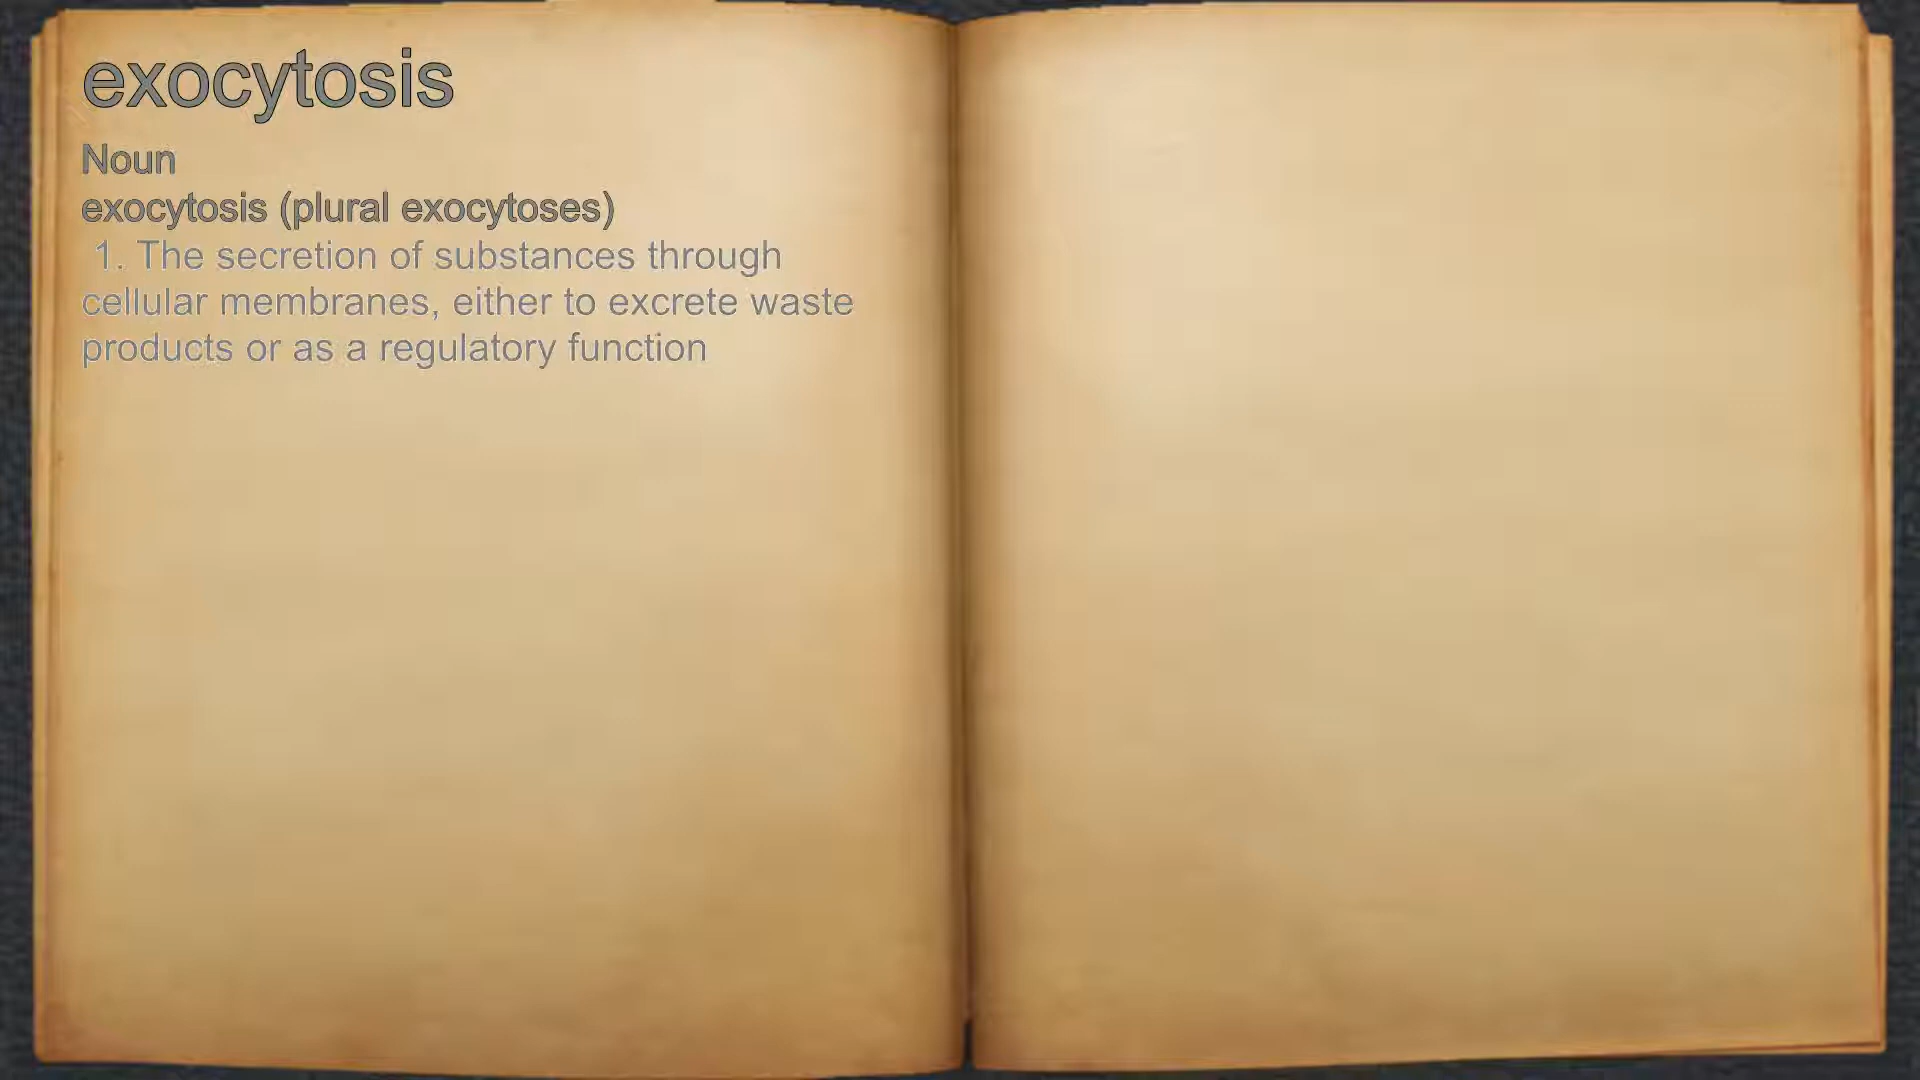 exocytosis
Noun
exocytosis (plural exocytoses)
1. The secretion of substances through
cellular membranes, either to excrete waste
products or as a regulatory function